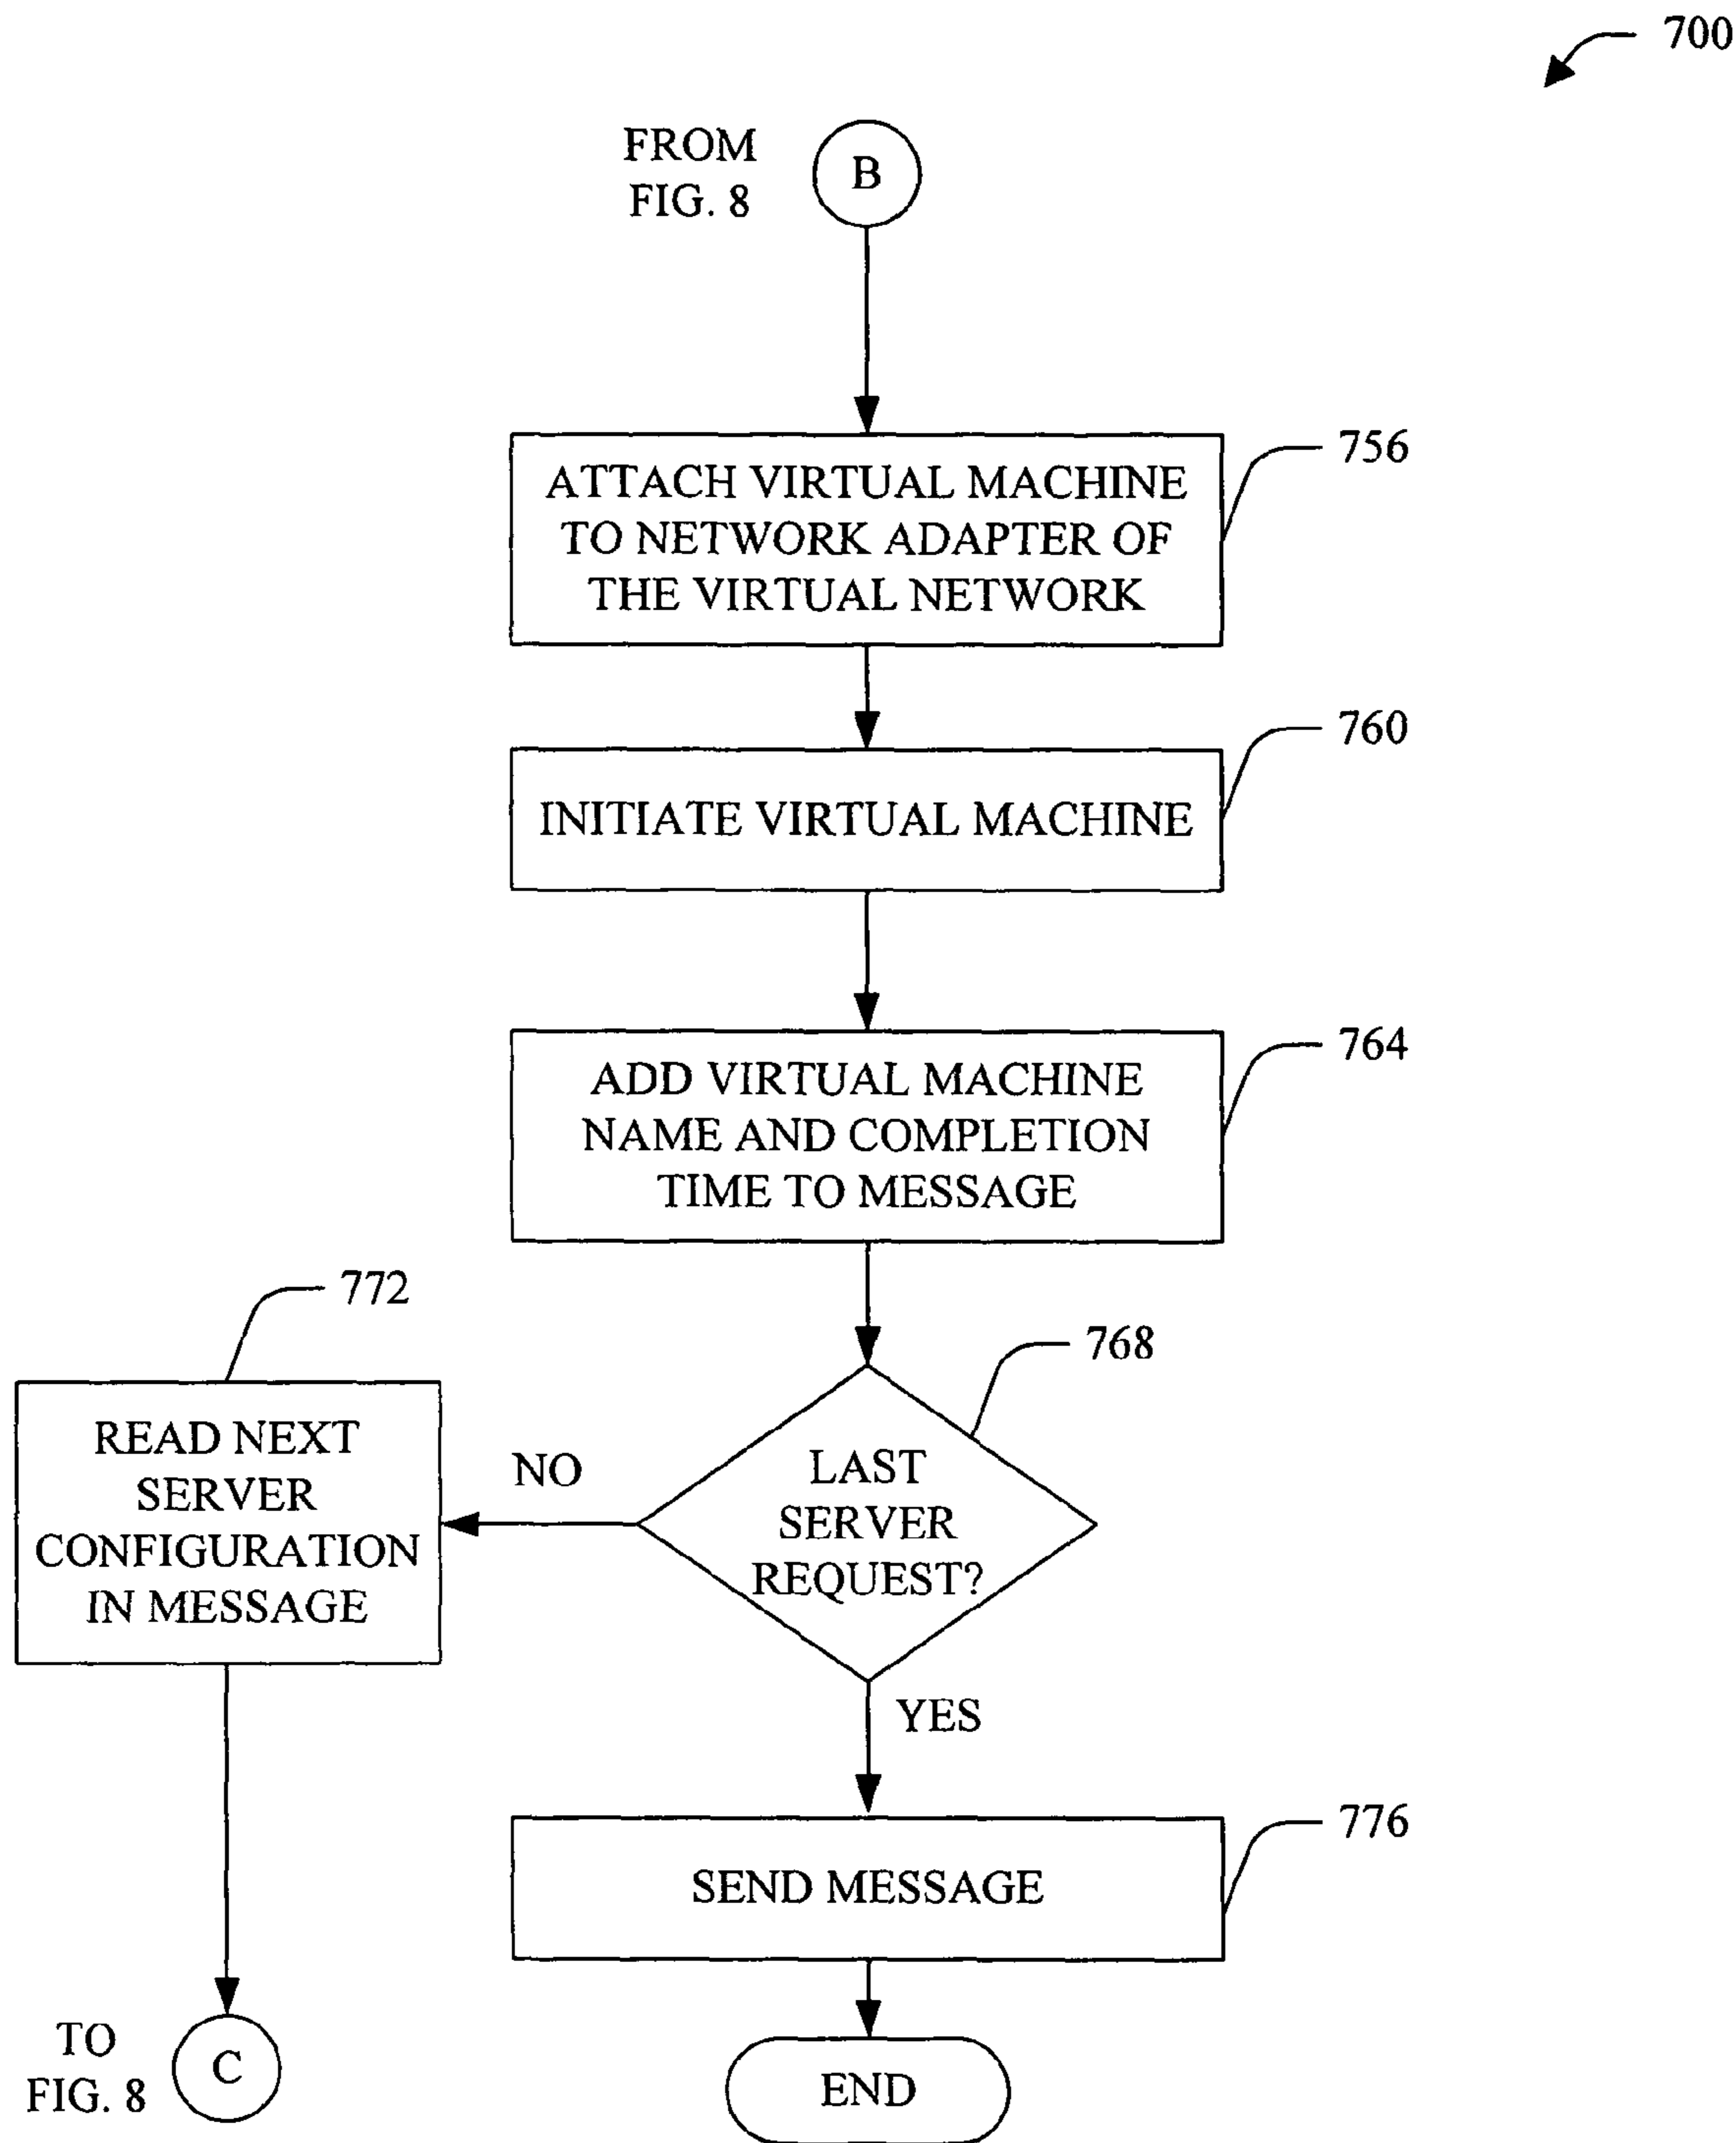 700
FROM
FIG. 8
B
ATTACH VIRTUAL MACHINE
TO NETWORK ADAPTER OF
THE VIRTUAL NETWORK
756
INITIATE VIRTUAL MACHINE
760
ADD VIRTUAL MACHINE
NAME AND COMPLETION
TIME TO MESSAGE
764
LAST
SERVER
REQUEST?
768
NO
772
READ NEXT
SERVER
CONFIGURATION
IN MESSAGE
YES
SEND MESSAGE
776
TO
FIG. 8
C
END